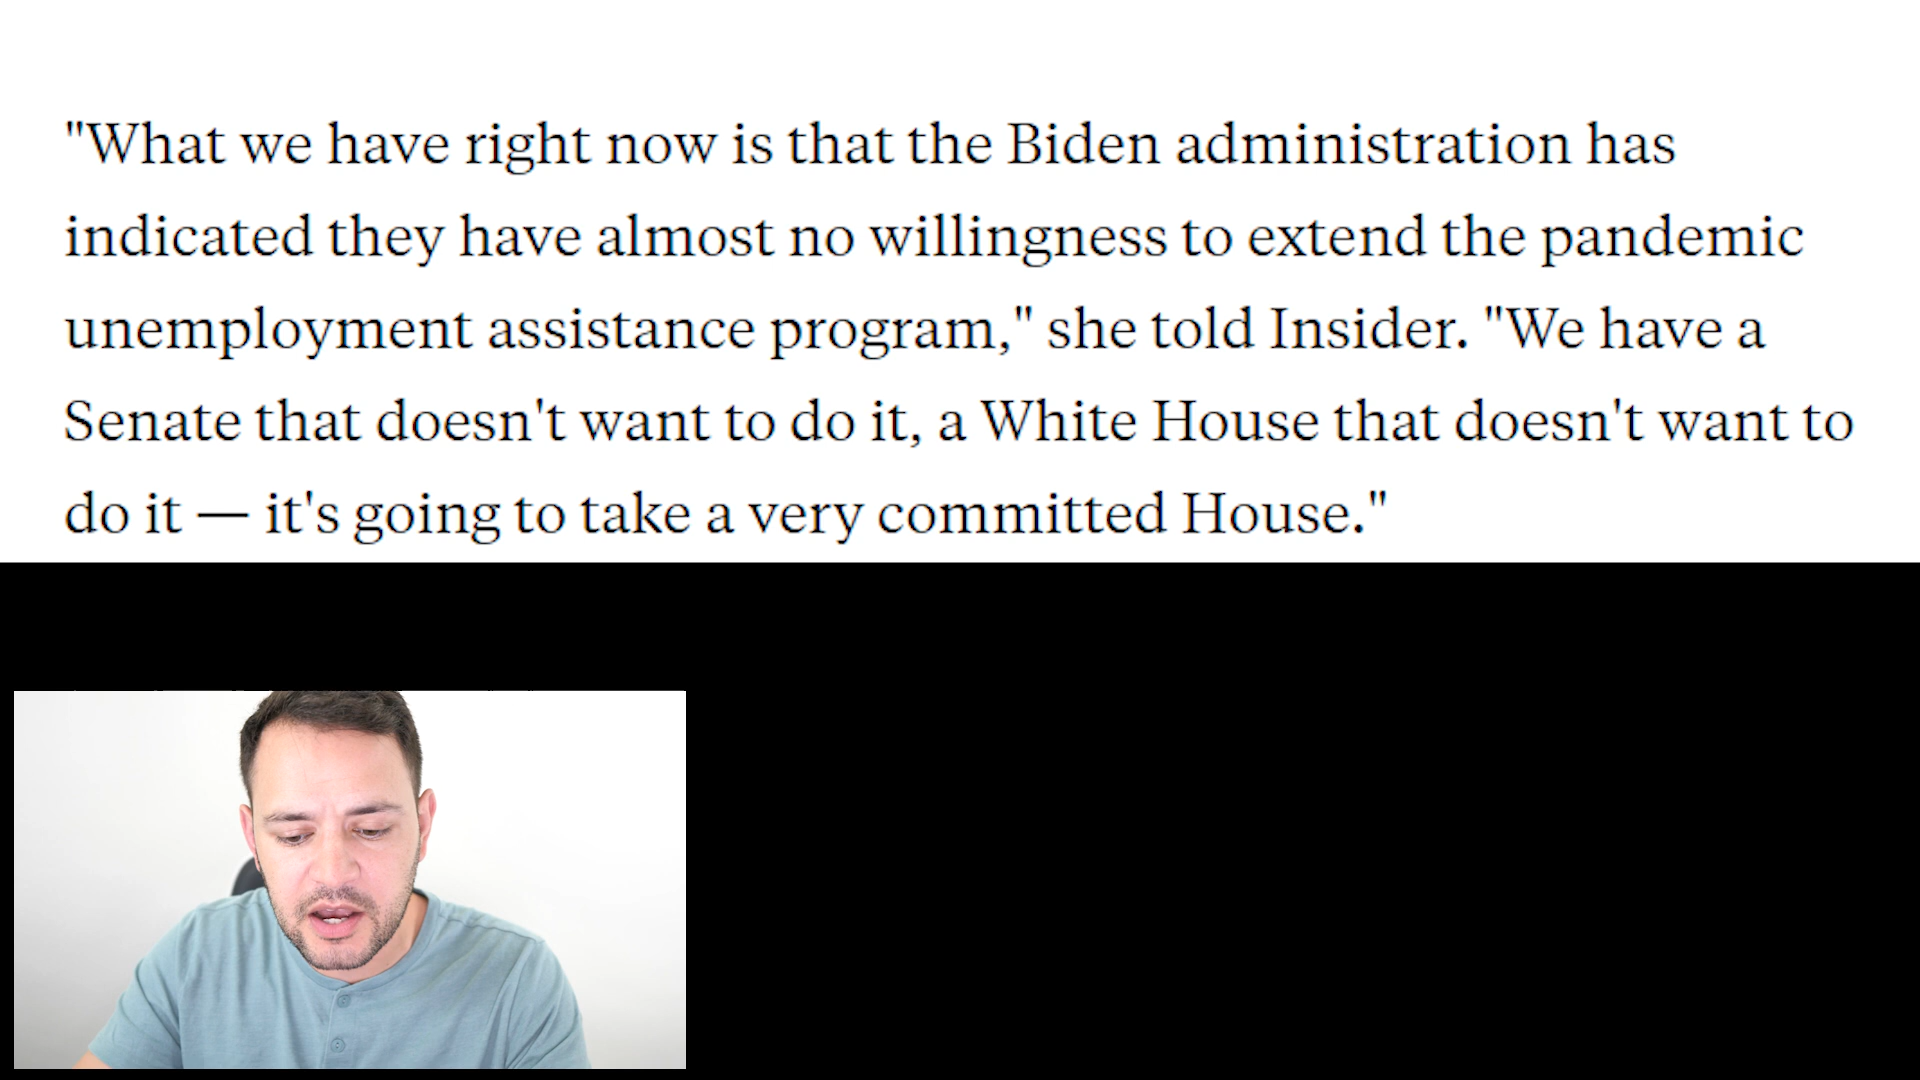 "What we have right now is that the Biden administration has
indicated they have almost no willingness to extend the pandemic
unemployment assistance program," she told Insider. "We have a
Senate that doesn't want to do it, a White House that doesn't want to
do it — it's going to take a very committed House."